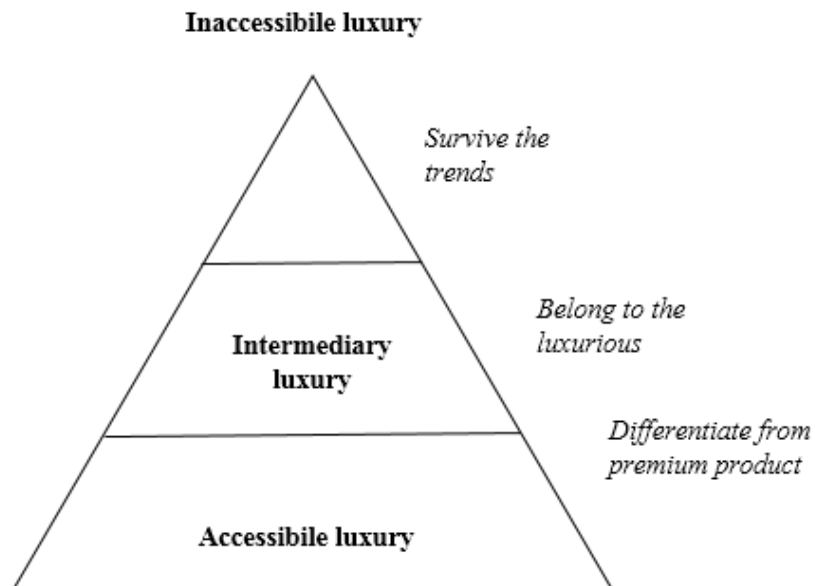 Inaccessibile luxury
Survive the
trends
Belong to the
luxurious
Intermediary
luxury
Differentiate from
premium product
Accessibile luxury